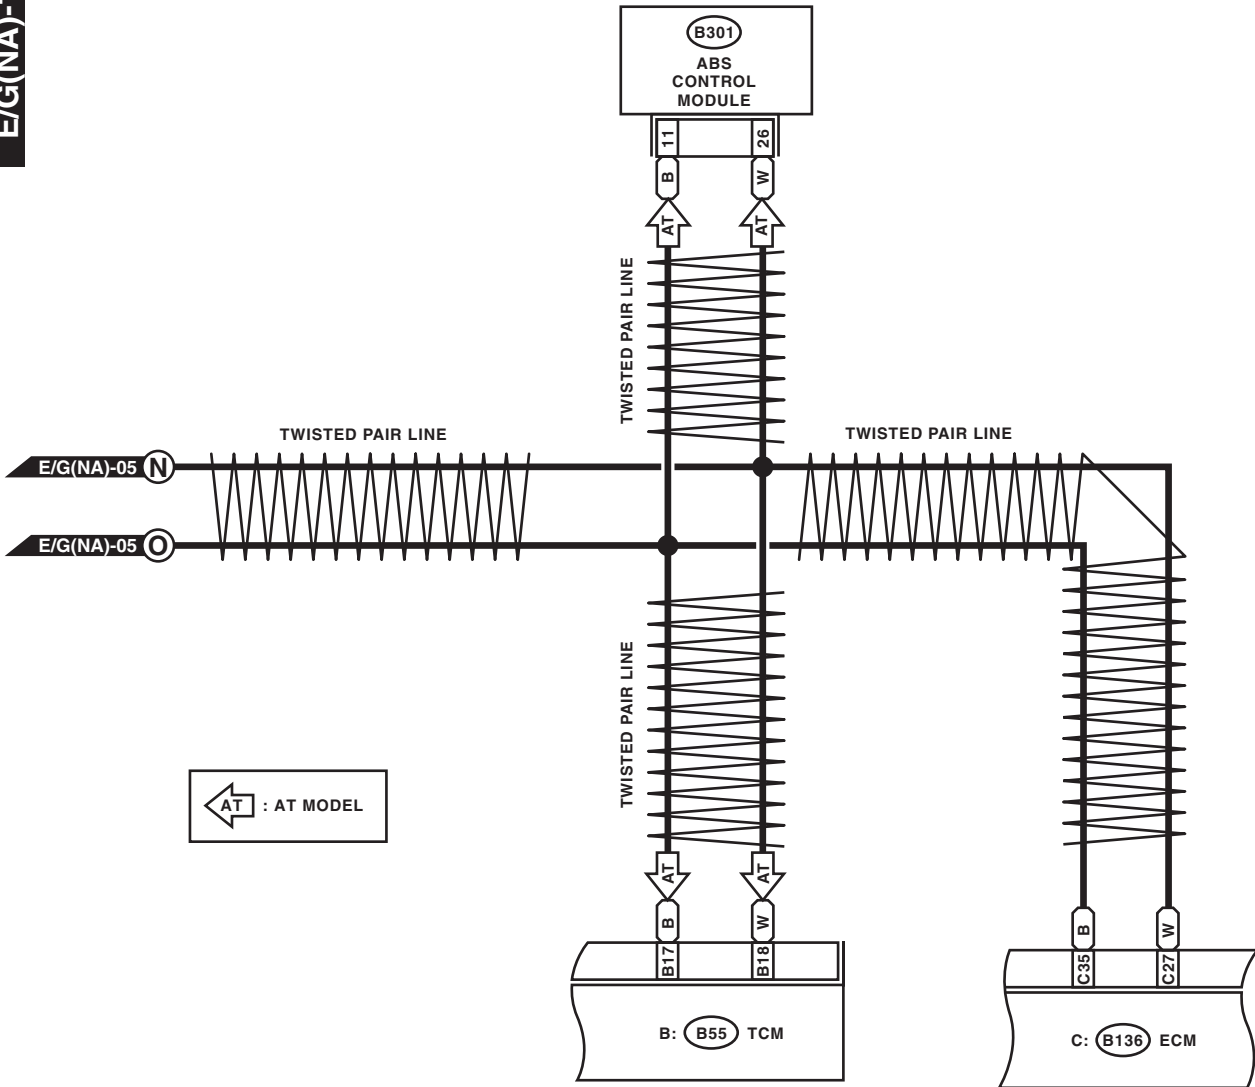 E/G(NA)-
B301
ABS
CONTROL
MODULE
11
26
B
W
AT
AT
TWISTED PAIR LINE
TWISTED PAIR LINE
TWISTED PAIR LINE
E/G(NA)-05 N
E/G(NA)-05 O
TWISTED PAIR LINE
AT : AT MODEL
AT
AT
B
W
B
W
B17
B18
C35
C27
B: B55 TCM
C: B136 ECM